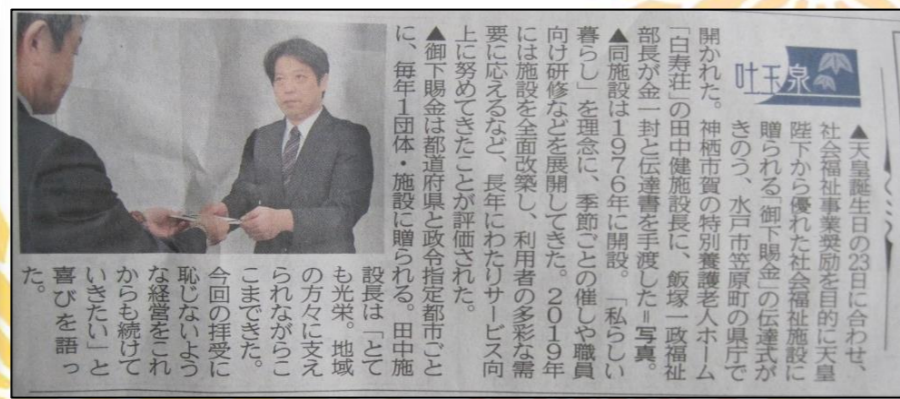 吐玉泉
▲天皇誕生日の23日に合わせ、
社会福祉事業奨励を目的に天皇
陛下から優れた社会福祉施設に
贈られる「御下賜金」の伝達式が
きのう、水戸市笠原町の県庁で
開かれた。神栖市賀の特別養護老人ホーム
「白寿荘」の田中健施設長に、飯塚一政福祉
部長が金一封と伝達書を手渡した＝写真。
▲同施設は1976年に開設。「私らしい
暮らし」を理念に、季節ごとの催しや職員
向け研修などを展開してきた。2019年
には施設を全面改築し、利用者の多彩な需
要に応えるなど、長年にわたりサービス向
上に努めてきたことが評価された。
▲御下賜金は都道府県と政令指定都市ごと
に、毎年1団体・施設に贈られる。田中施
設長は「とて
も光栄。地域
の方々に支え
られながらこ
こまできた。
今回の拝受に
恥じないよう
な経営をこれ
からも続けて
いきたい」と
喜びを語っ
た。